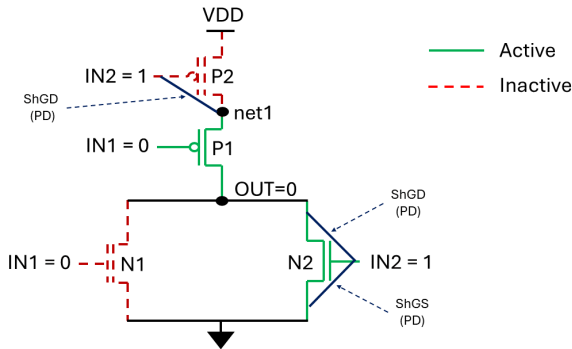 VDD
IN2 = 1
P2
ShGD
(PD)
net1
IN1 = 0
P1
OUT=0
Active
Inactive
ShGD
(PD)
IN1 = 0
N1
N2
IN2 = 1
ShGS
(PD)